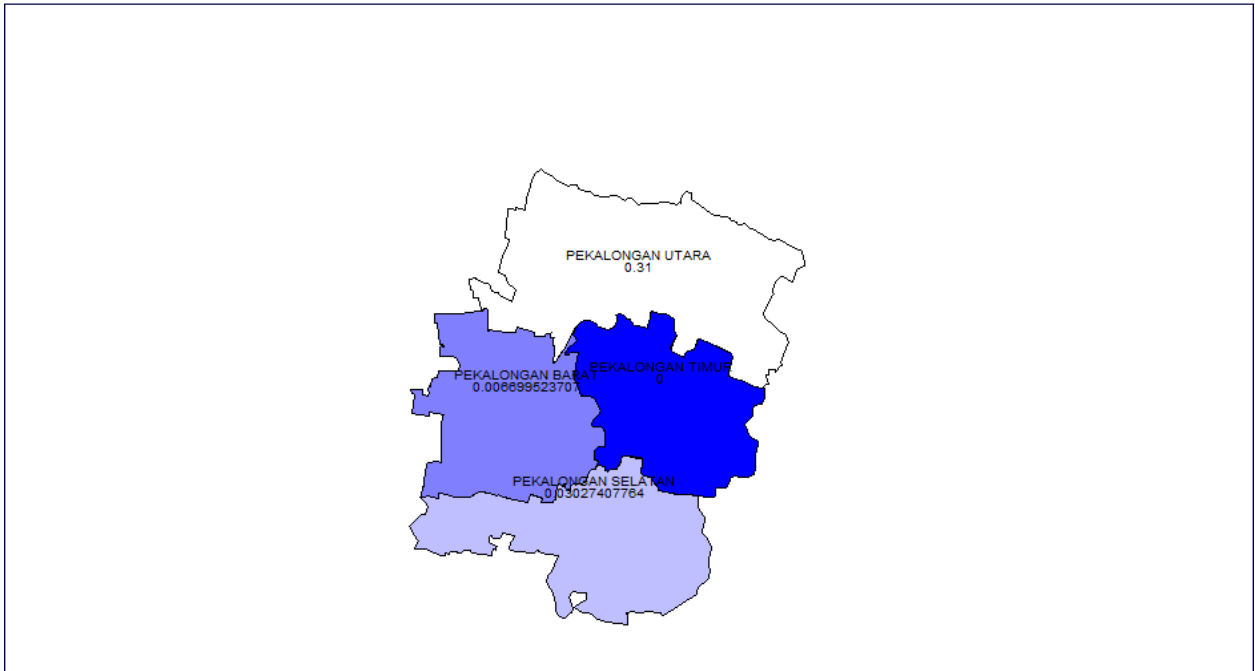 PEKALONGAN UTARA
0.31
PEKALONGAN TIMUR
0
PEKALONGAN BARAT
0.006699523707
PEKALONGAN SELATAN
0.03027407764